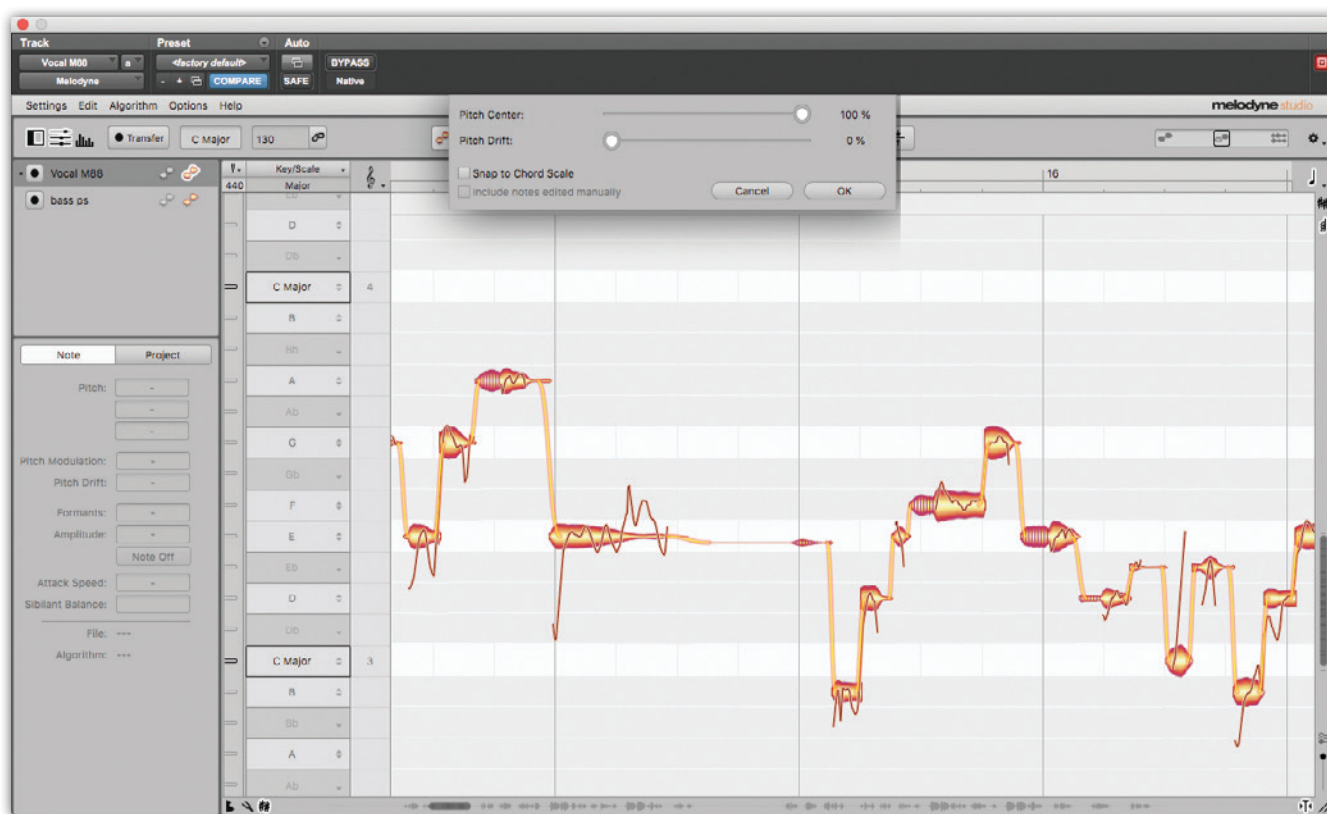 Track Preset Auto
Vocal M88 a <factory default> BYPASS
Melodyne - + COMPARE SAFE Native
Settings Edit Algorithm Options Help melodyne studio
Transfer C Major 130
Pitch Center: 100 %
Pitch Drift: 0 %
Snap to Chord Scale
Include notes edited manually Cancel OK
Vocal M88
bass ps
Key/Scale
440 Major
16
Eb
D
Db
C Major 4
B
Bb
A
Ab
G
Gb
F
E
Eb
D
Db
C Major 3
B
Bb
A
Ab
Note Project
Pitch: -
-
-
Pitch Modulation: -
Pitch Drift: -
Formants: -
Amplitude: -
Note Off
Attack Speed: -
Sibilant Balance:
File: ---
Algorithm: ---